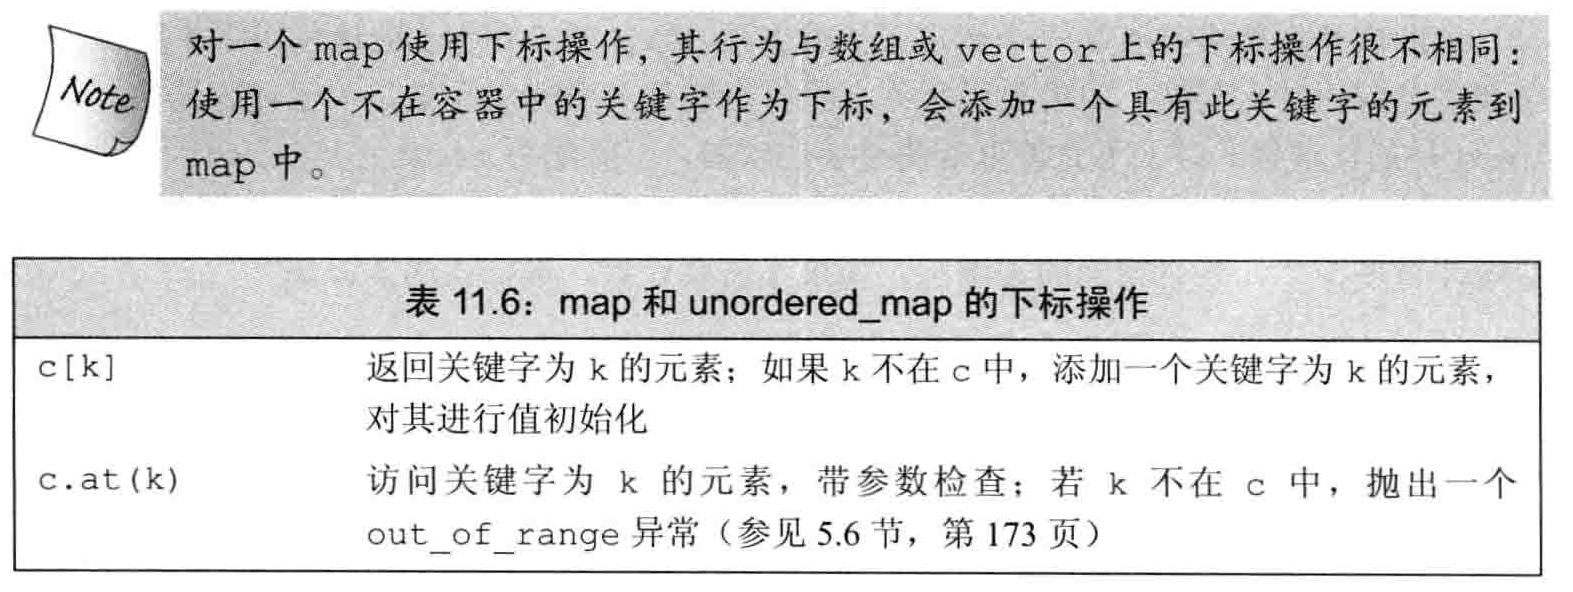 Note
对一个 map 使用下标操作，其行为与数组或 vector 上的下标操作很不相同：
使用一个不在容器中的关键字作为下标，会添加一个具有此关键字的元素到
map 中。
表 11.6：map 和 unordered_map 的下标操作
c[k] 返回关键字为 k 的元素；如果 k 不在 c 中，添加一个关键字为 k 的元素，
对其进行值初始化
c.at(k) 访问关键字为 k 的元素，带参数检查；若 k 不在 c 中，抛出一个
out_of_range 异常（参见 5.6 节，第 173 页）